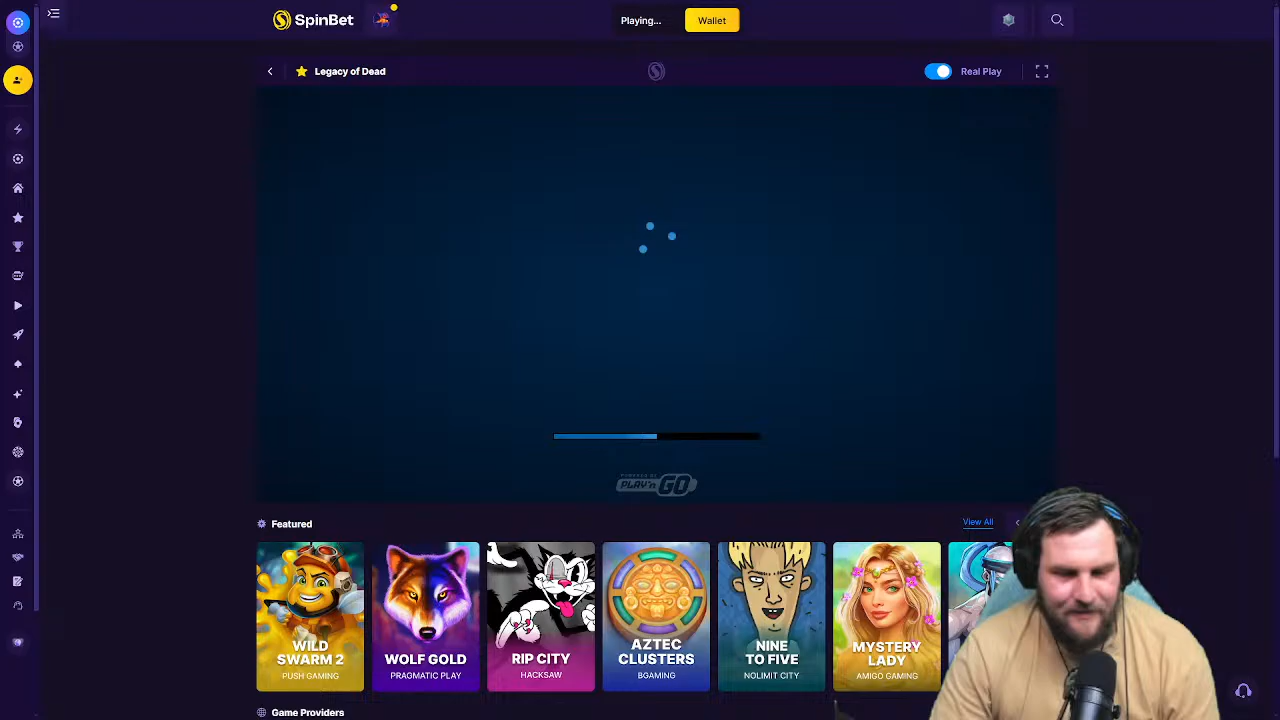 SpinBet
Playing...
Wallet
Legacy of Dead
Real Play
POWERED BY
PLAY'n GO
Featured
View All
WILD
SWARM 2
PUSH GAMING
WOLF GOLD
PRAGMATIC PLAY
RIP CITY
HACKSAW
AZTEC
CLUSTERS
BGAMING
NINE
TO FIVE
NOLIMIT CITY
MYSTERY
LADY
AMIGO GAMING
Game Providers